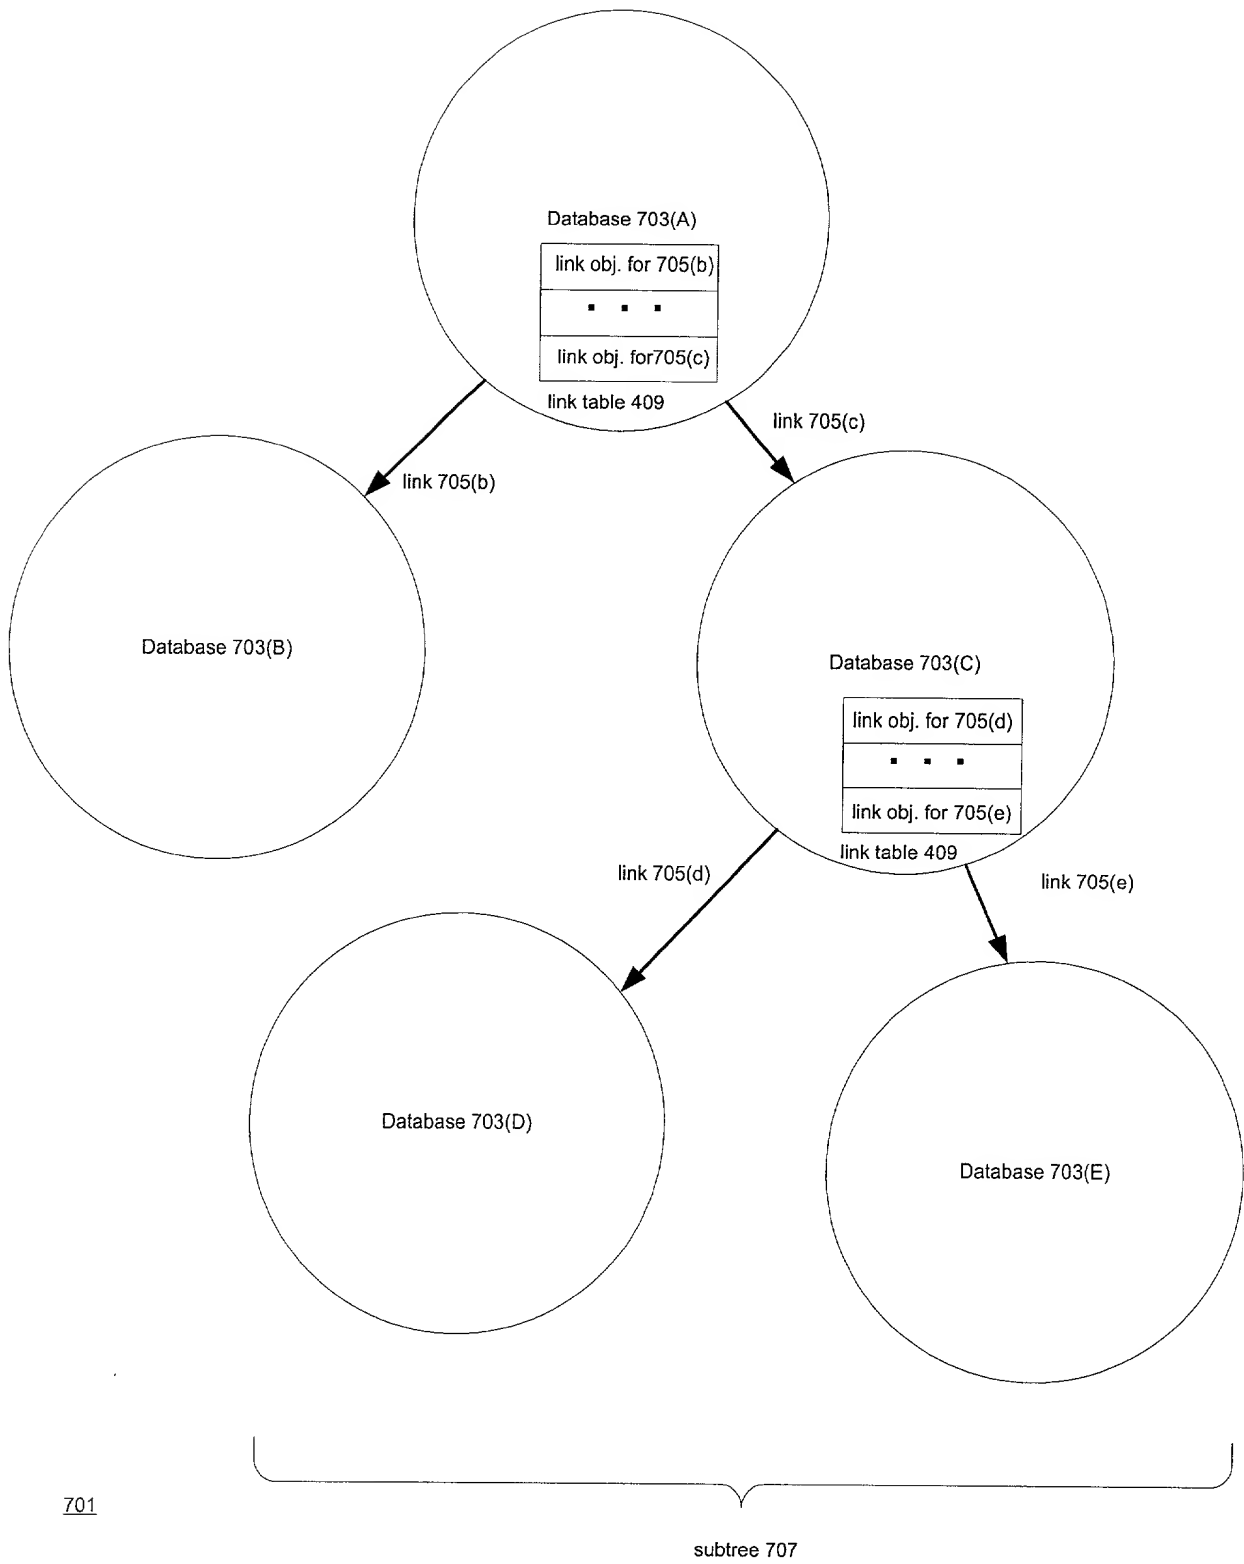 Database 703(A)
link obj. for 705(b)
. . .
link obj. for705(c)
link table 409
link 705(c)
link 705(b)
Database 703(B)
Database 703(C)
link obj. for 705(d)
. . .
link obj. for 705(e)
link table 409
link 705(d)
link 705(e)
Database 703(D)
Database 703(E)
701
subtree 707